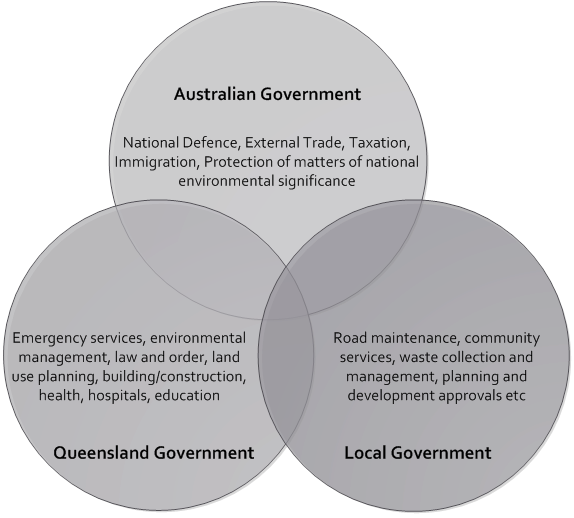 Australian Government
National Defence, External Trade, Taxation,
Immigration, Protection of matters of national
environmental significance
Emergency services, environmental
management, law and order, land
use planning, building/construction,
health, hospitals, education
Queensland Government
Road maintenance, community
services, waste collection and
management, planning and
development approvals etc
Local Government